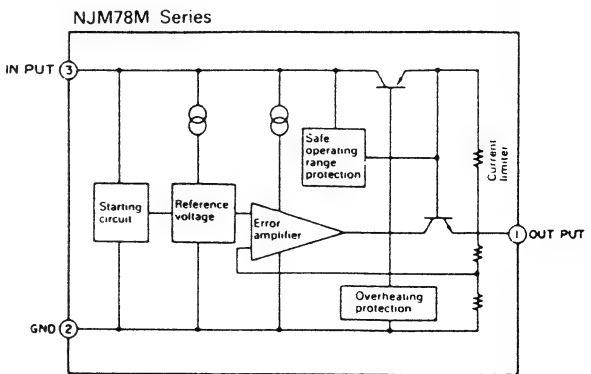 NJM78M Series
IN PUT 3
Safe
operating
range
protection
Current
limiter
Starting
circuit
Reference
voltage
Error
amplifier
1 OUT PUT
Overheating
protection
GND 2